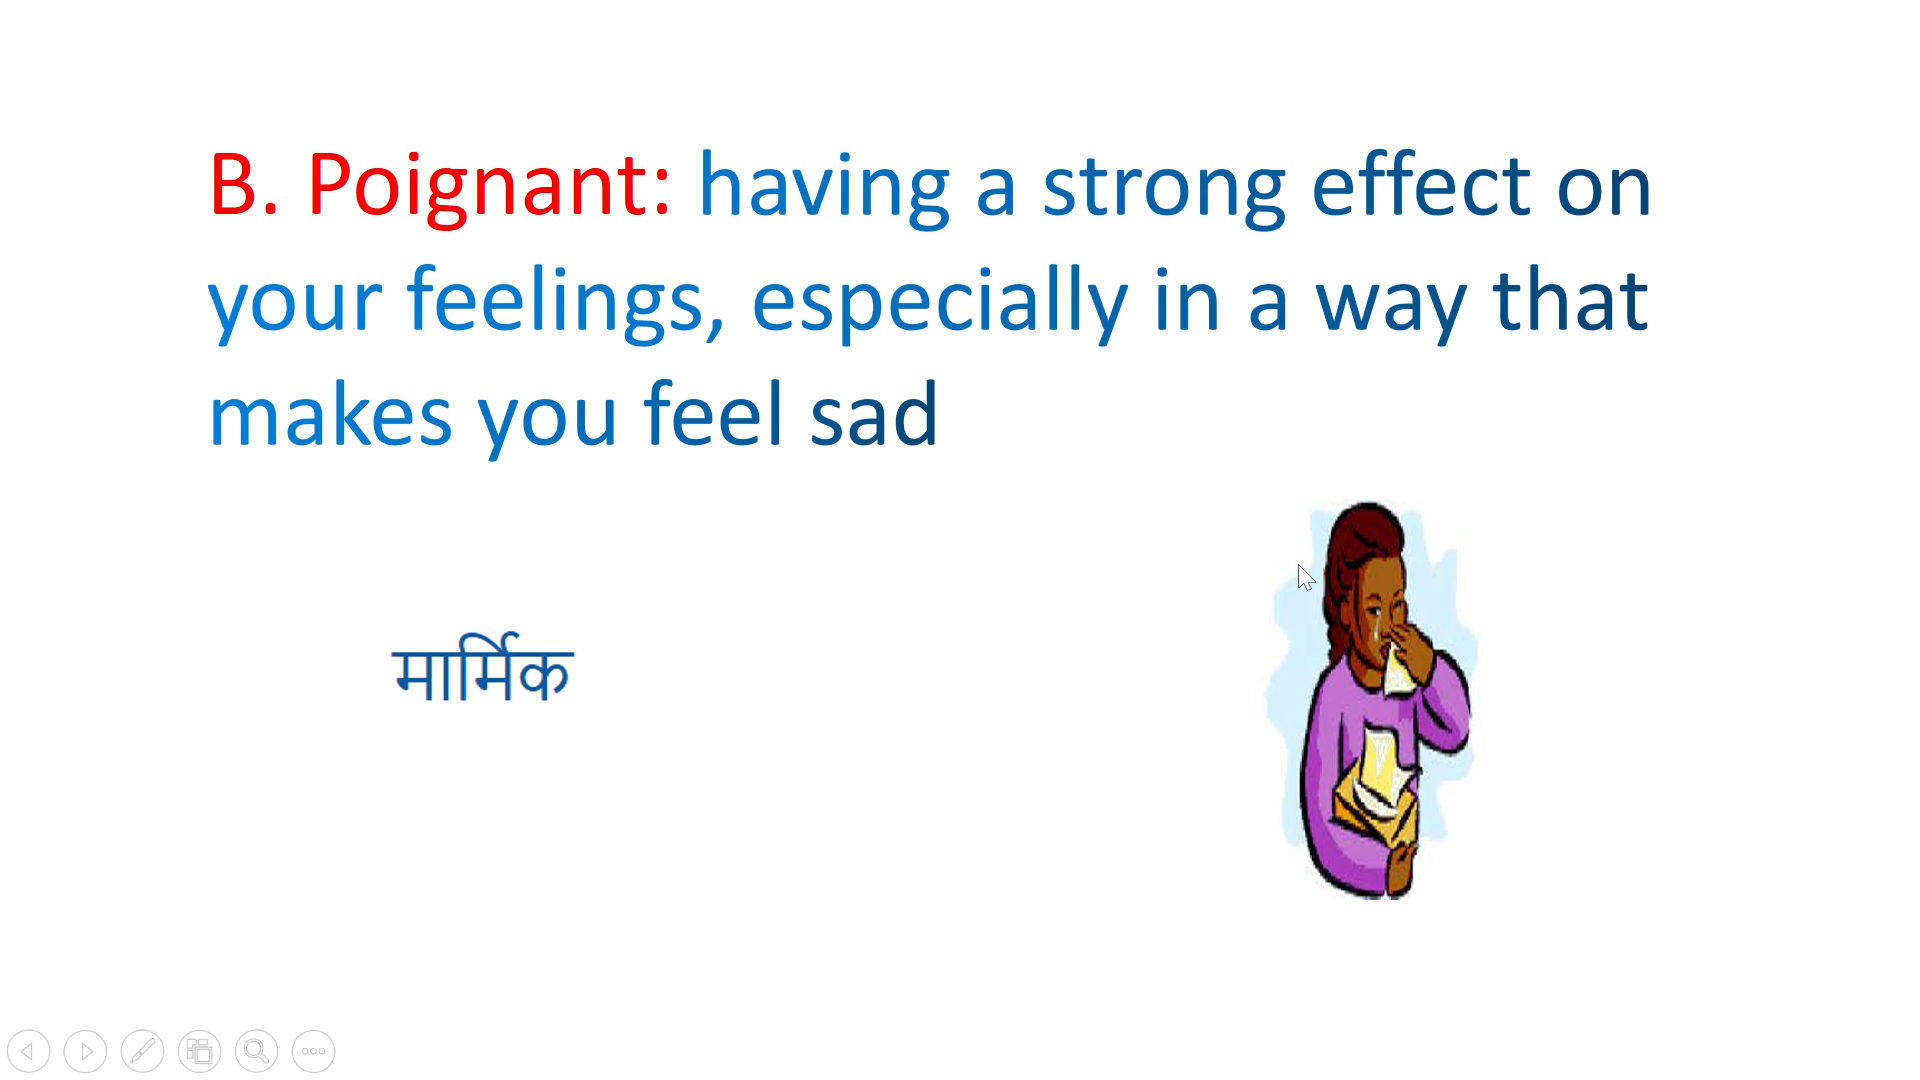 B. Poignant: having a strong effect on
your feelings, especially in a way that
makes you feel sad
मार्मिक